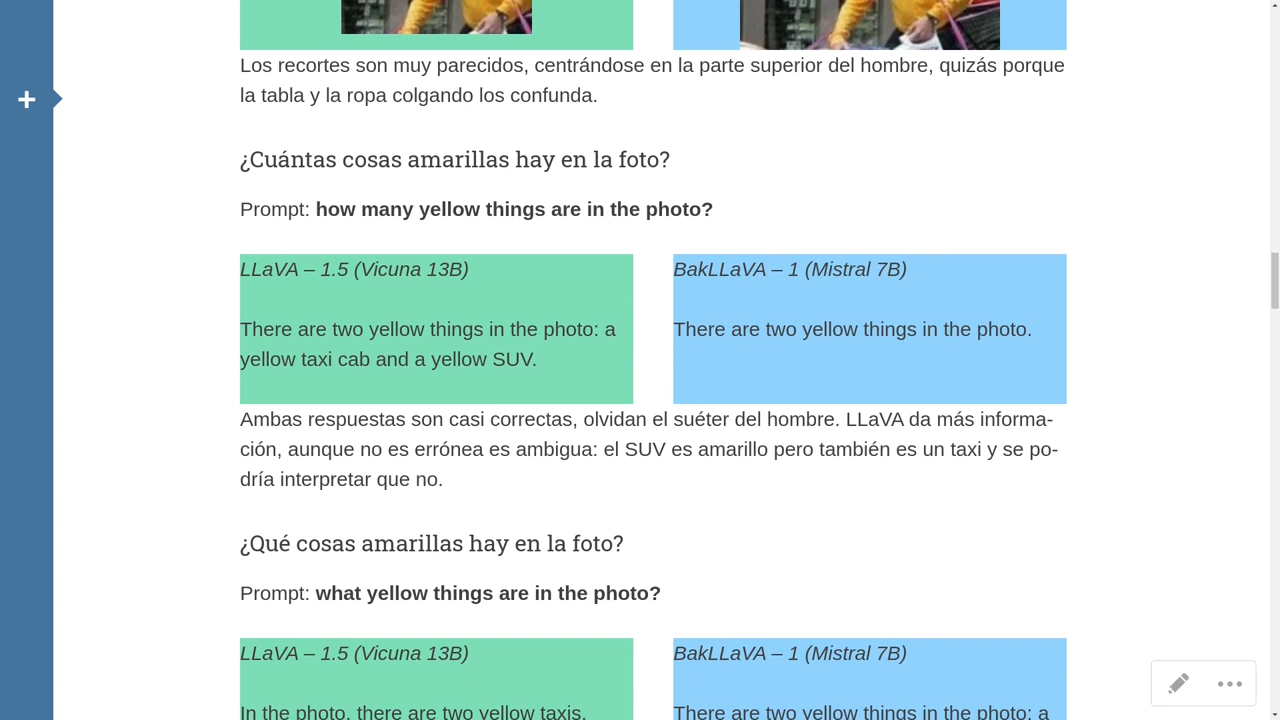 Los recortes son muy parecidos, centrándose en la parte superior del hombre, quizás porque
la tabla y la ropa colgando los confunda.
¿Cuántas cosas amarillas hay en la foto?
Prompt: how many yellow things are in the photo?
LLaVA – 1.5 (Vicuna 13B)
There are two yellow things in the photo: a
yellow taxi cab and a yellow SUV.
BakLLaVA – 1 (Mistral 7B)
There are two yellow things in the photo.
Ambas respuestas son casi correctas, olvidan el suéter del hombre. LLaVA da más informa-
ción, aunque no es errónea es ambigua: el SUV es amarillo pero también es un taxi y se po-
dría interpretar que no.
¿Qué cosas amarillas hay en la foto?
Prompt: what yellow things are in the photo?
LLaVA – 1.5 (Vicuna 13B)
In the photo, there are two yellow taxis,
BakLLaVA – 1 (Mistral 7B)
There are two yellow things in the photo: a